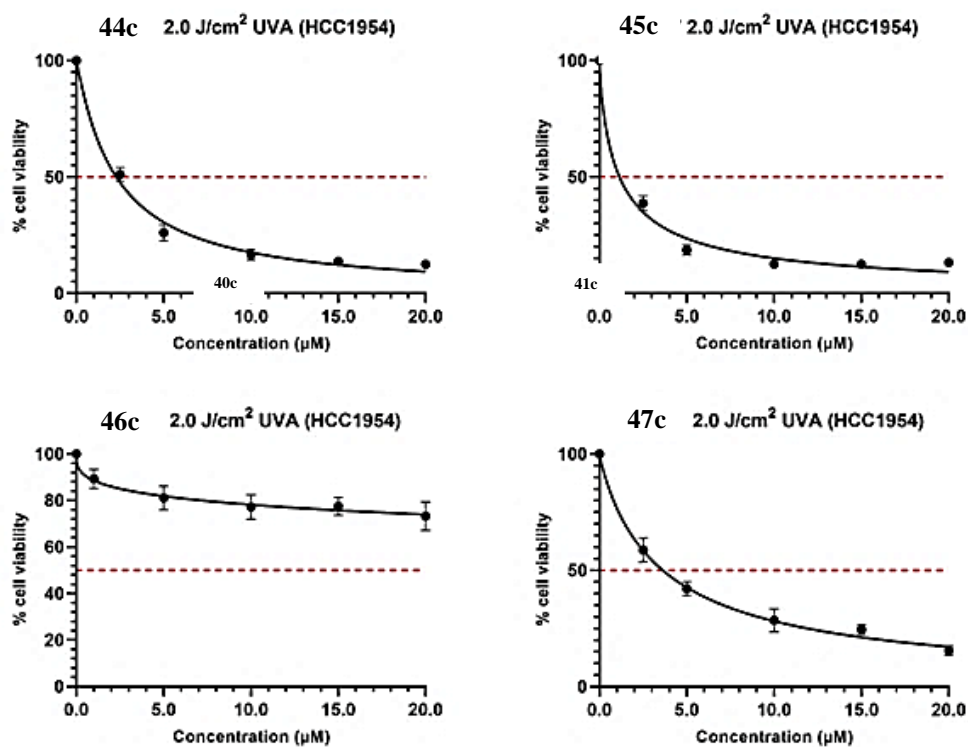 44c 2.0 J/cm² UVA (HCC1954)
100
50
0
% cell viability
40c
0.0 5.0 10.0 15.0 20.0
Concentration (μM)
45c 2.0 J/cm² UVA (HCC1954)
100
50
0
% cell viability
41c
0.0 5.0 10.0 15.0 20.0
Concentration (μM)
46c 2.0 J/cm² UVA (HCC1954)
100
80
60
40
20
0
% cell viability
0.0 5.0 10.0 15.0 20.0
Concentration (μM)
47c 2.0 J/cm² UVA (HCC1954)
100
50
0
% cell viability
0.0 5.0 10.0 15.0 20.0
Concentration (μM)